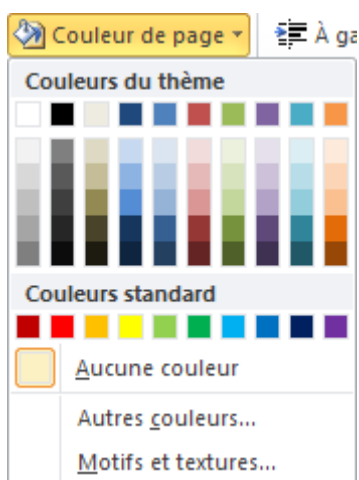 Couleur de page À ga
Couleurs du thème
Couleurs standard
Aucune couleur
Autres couleurs...
Motifs et textures...